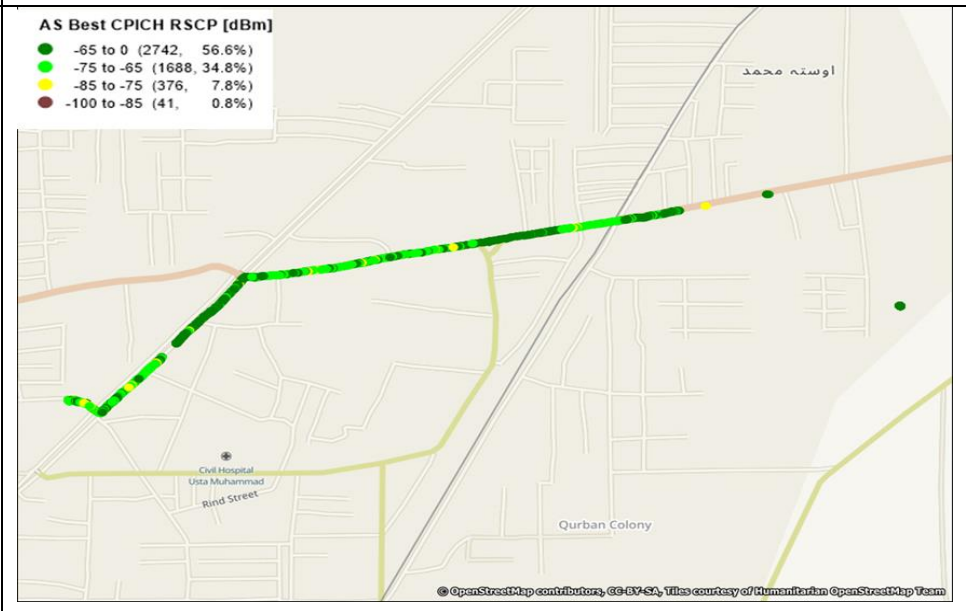 AS Best CPICH RSCP [dBm]
-65 to 0 (2742, 56.6%)
-75 to -65 (1688, 34.8%)
-85 to -75 (376, 7.8%)
-100 to -85 (41, 0.8%)
اوستہ محمد
Civil Hospital
Usta Muhammad
Rind Street
Qurban Colony
© OpenStreetMap contributors, CC-BY-SA, Tiles courtesy of Humanitarian OpenStreetMap Team